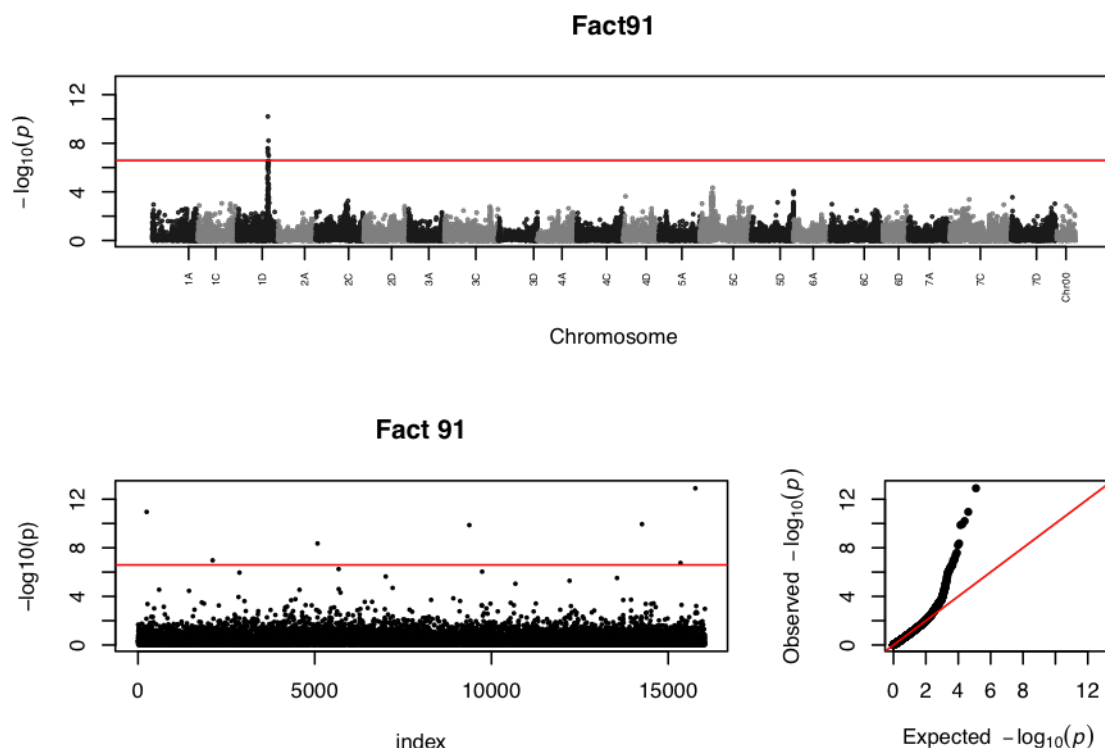 Fact91
−log10(p)
12
8
4
0
1A 1C 1D 2A 2C 2D 3A 3C 3D 4A 4C 4D 5A 5C 5D 6A 6C 6D 7A 7C 7D Chr00
Chromosome
Fact 91
−log10(p)
12
8
4
0
0 5000 10000 15000
index
Observed −log10(p)
12
8
4
0
0 2 4 6 8 10 12
Expected −log10(p)